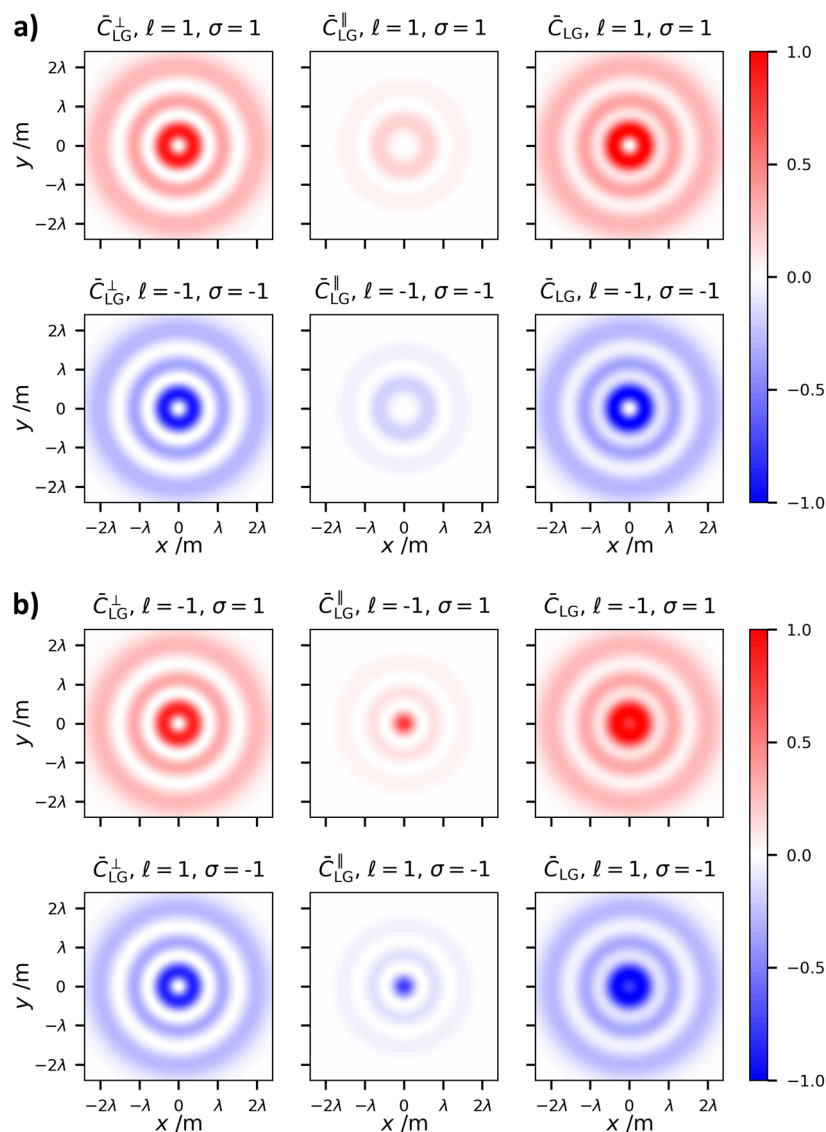 a)
C̄⊥LG, ℓ = 1, σ = 1
C̄∥LG, ℓ = 1, σ = 1
C̄LG, ℓ = 1, σ = 1
2λ
λ
0
−λ
−2λ
y /m
1.0
0.5
0.0
−0.5
−1.0
C̄⊥LG, ℓ = -1, σ = -1
C̄∥LG, ℓ = -1, σ = -1
C̄LG, ℓ = -1, σ = -1
2λ
λ
0
−λ
−2λ
y /m
−2λ −λ 0 λ 2λ
−2λ −λ 0 λ 2λ
−2λ −λ 0 λ 2λ
x /m
x /m
x /m
b)
C̄⊥LG, ℓ = -1, σ = 1
C̄∥LG, ℓ = -1, σ = 1
C̄LG, ℓ = -1, σ = 1
2λ
λ
0
−λ
−2λ
y /m
1.0
0.5
0.0
−0.5
−1.0
C̄⊥LG, ℓ = 1, σ = -1
C̄∥LG, ℓ = 1, σ = -1
C̄LG, ℓ = 1, σ = -1
2λ
λ
0
−λ
−2λ
y /m
−2λ −λ 0 λ 2λ
−2λ −λ 0 λ 2λ
−2λ −λ 0 λ 2λ
x /m
x /m
x /m